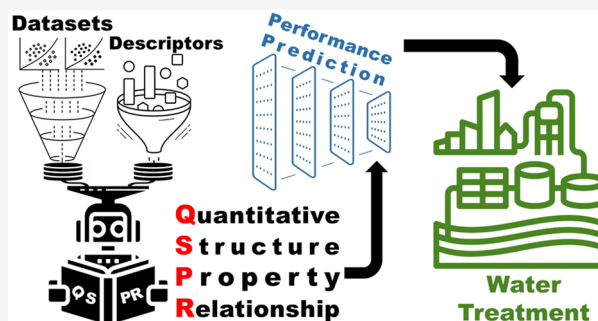 Datasets
Descriptors
Performance
Prediction
Quantitative
Structure
Property
Relationship
QS PR
Water
Treatment